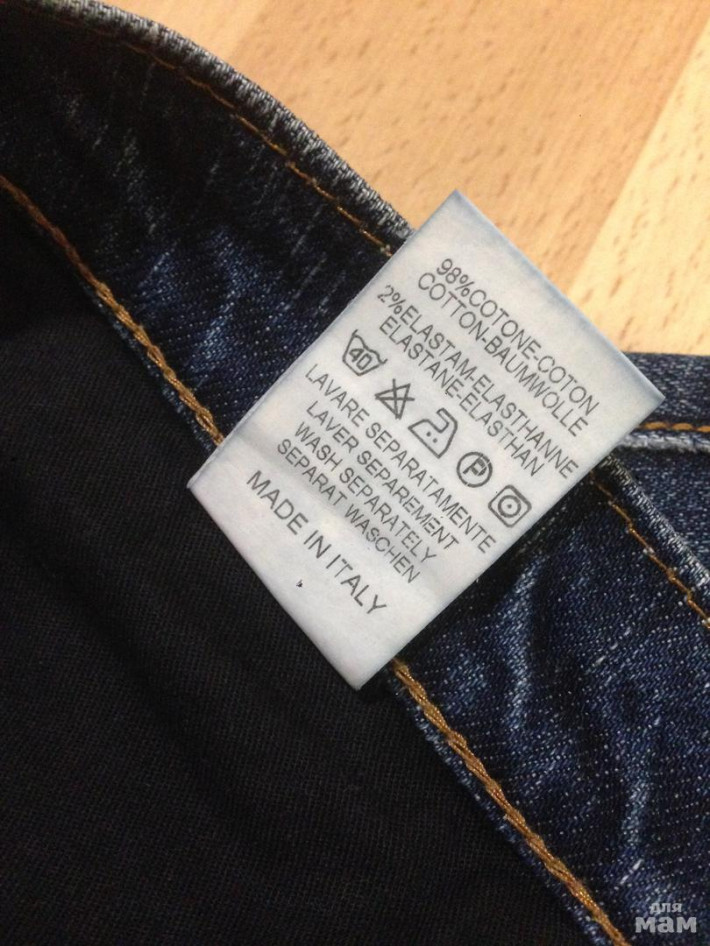 98%COTONE-COTON
COTTON-BAUMWOLLE
2%ELASTAM-ELASTHANNE
ELASTANE-ELASTHAN
40 P
LAVARE SEPARATAMENTE
LAVER SEPAREMENT
WASH SEPARATELY
SEPARAT WASCHEN
MADE IN ITALY
для
мам